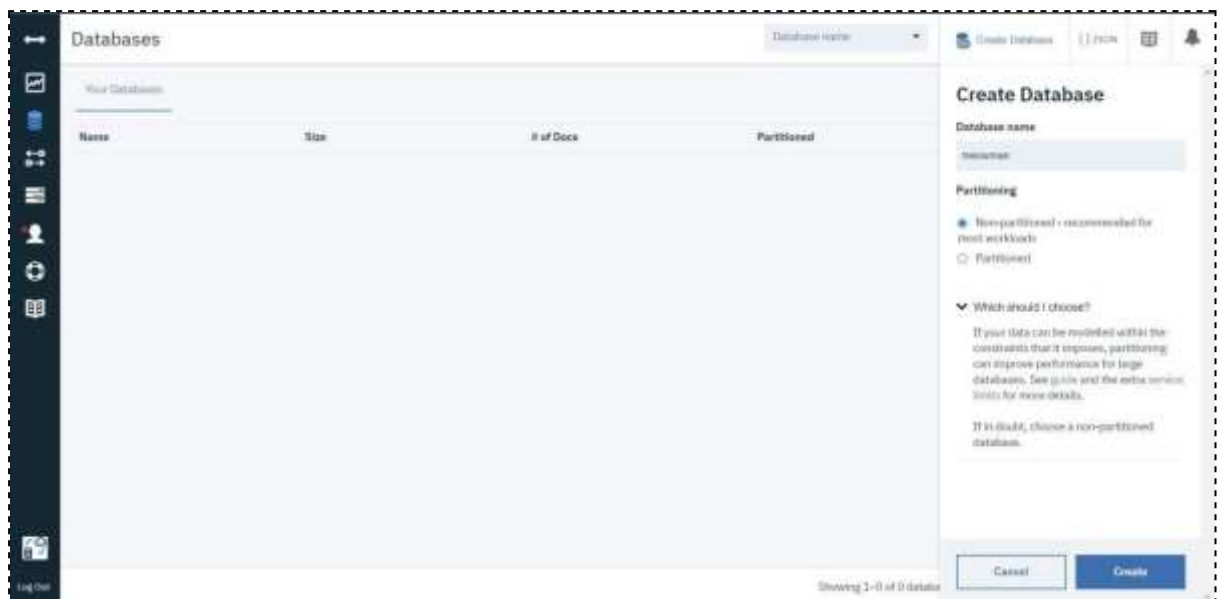 Databases
Database name
Create Database
{ } JSON
Your Databases
Name Size # of Docs Partitioned
Create Database
Database name
Partitioning
Non-partitioned - recommended for
most workloads
Partitioned
Which should I choose?
If your data can be modelled within the
constraints that it imposes, partitioning
can improve performance for large
databases. See guide and the extra service
limits for more details.
If in doubt, choose a non-partitioned
database.
Cancel
Create
Showing 1–0 of 0 databa
Log Out